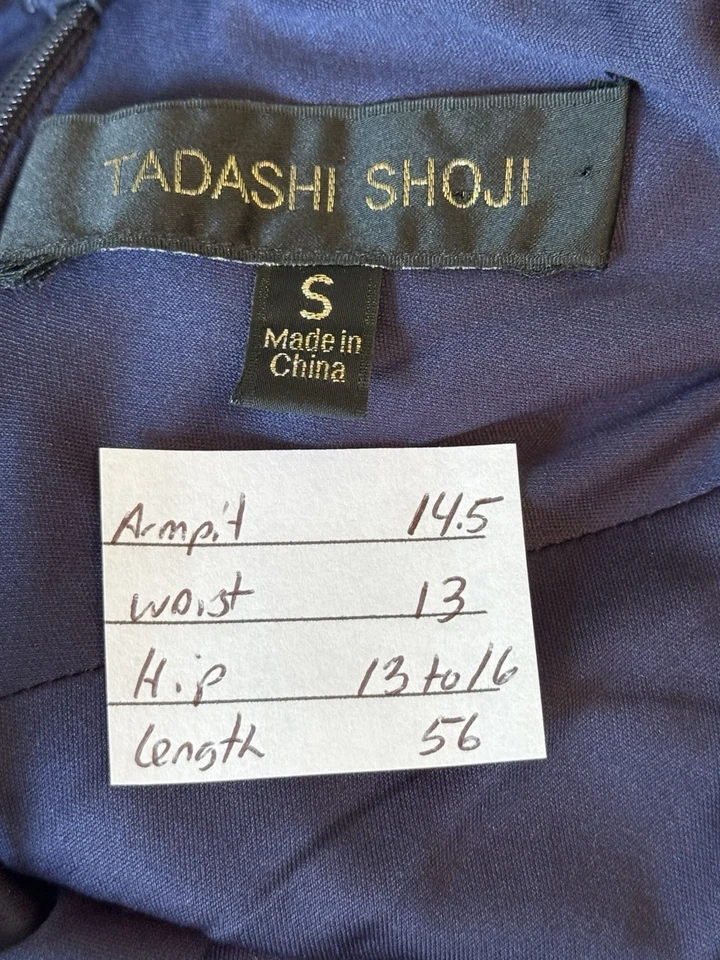 TADASHI SHOJI
S
Made in
China
Armpit 14.5
Waist 13
Hip 13 to 16
Length 56